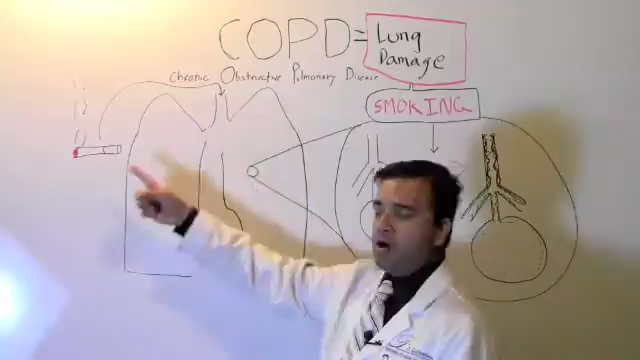 COPD = Lung Damage
Chronic Obstructive Pulmonary Disease
SMOKING